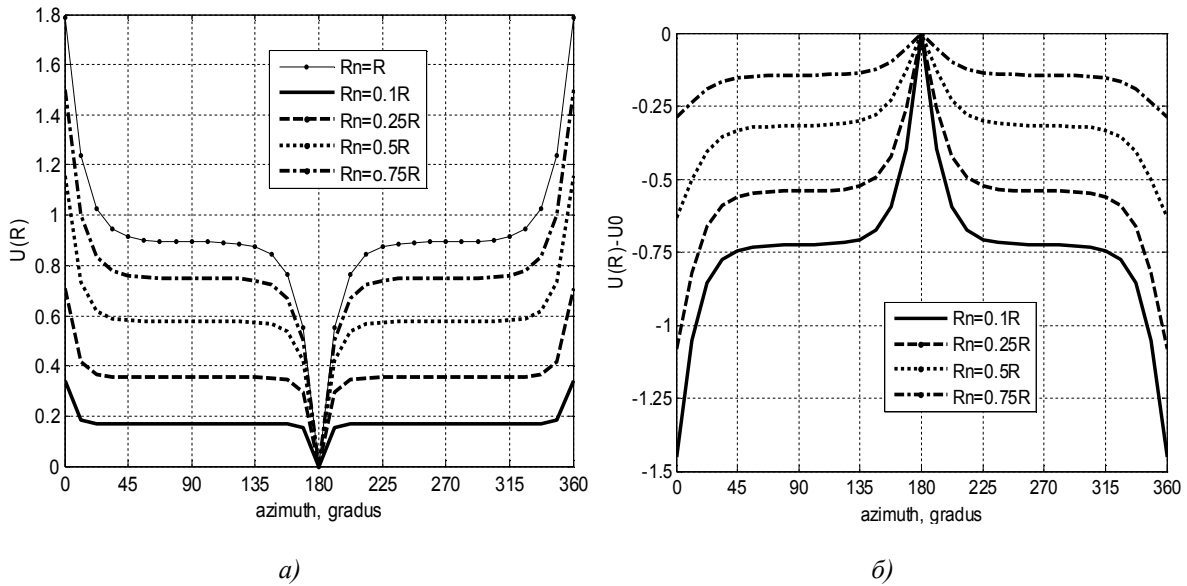 1.8
1.6
1.4
1.2
1
0.8
0.6
0.4
0.2
0
U(R)
Rn=R
Rn=0.1R
Rn=0.25R
Rn=0.5R
Rn=o.75R
0 45 90 135 180 225 270 315 360
azimuth, gradus
а)
0
-0.25
-0.5
-0.75
-1
-1.25
-1.5
U(R)-U0
Rn=0.1R
Rn=0.25R
Rn=0.5R
Rn=0.75R
0 45 90 135 180 225 270 315 360
azimuth, gradus
б)